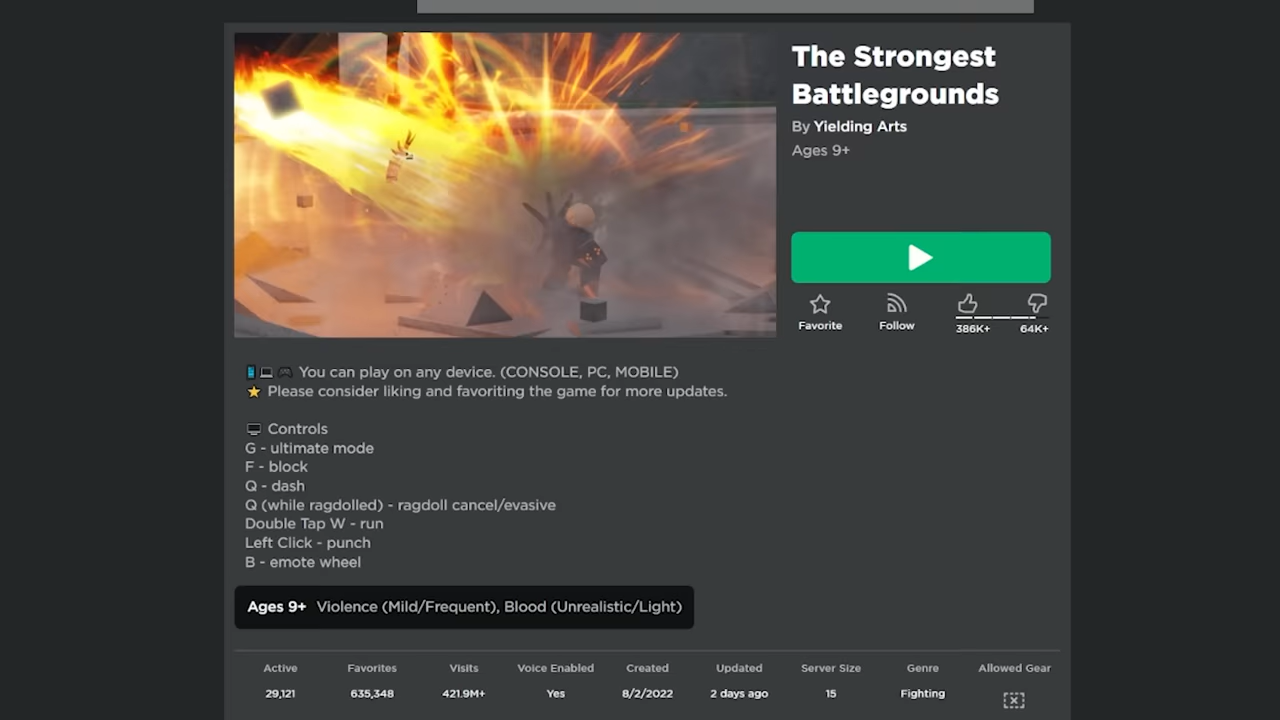 The Strongest
Battlegrounds
By Yielding Arts
Ages 9+
Favorite Follow 386K+ 64K+
You can play on any device. (CONSOLE, PC, MOBILE)
Please consider liking and favoriting the game for more updates.
Controls
G - ultimate mode
F - block
Q - dash
Q (while ragdolled) - ragdoll cancel/evasive
Double Tap W - run
Left Click - punch
B - emote wheel
Ages 9+ Violence (Mild/Frequent), Blood (Unrealistic/Light)
Active Favorites Visits Voice Enabled Created Updated Server Size Genre Allowed Gear
29,121 635,348 421.9M+ Yes 8/2/2022 2 days ago 15 Fighting